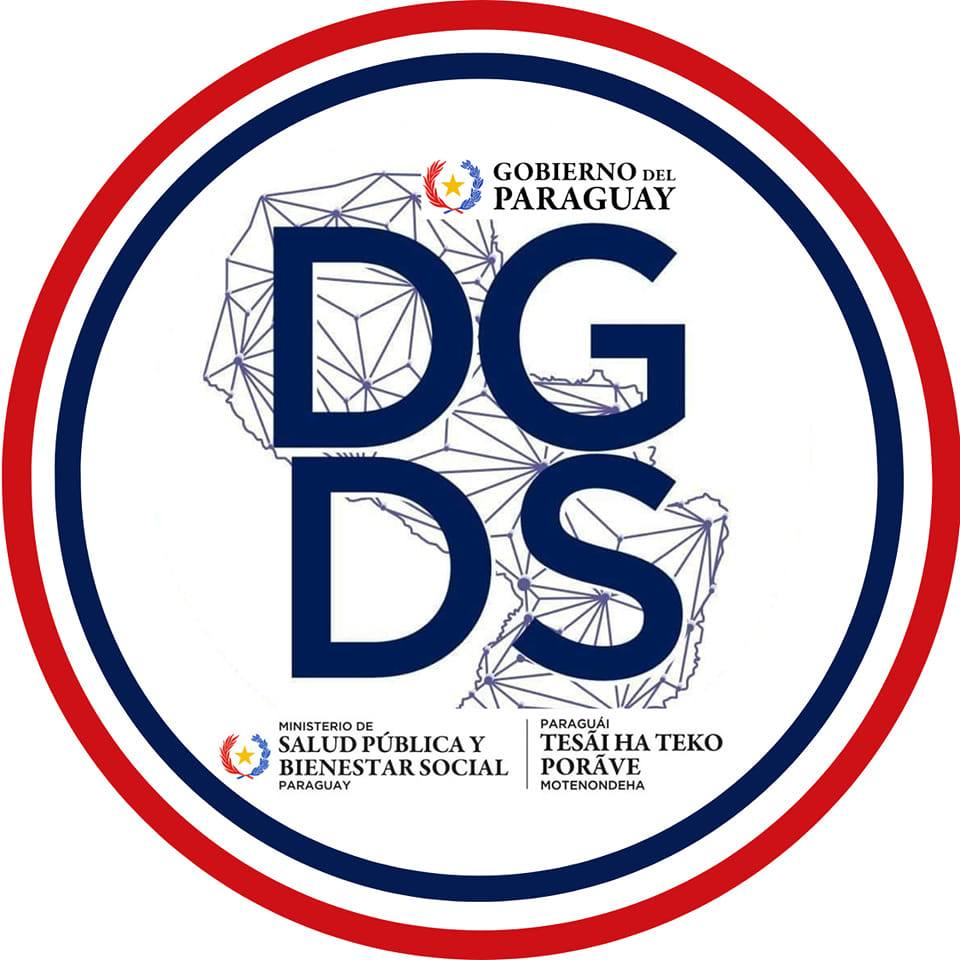 GOBIERNO DEL
PARAGUAY
DG
DS
MINISTERIO DE
SALUD PÚBLICA Y
BIENESTAR SOCIAL
PARAGUAY
PARAGUÁI
TESÃI HA TEKO
PORÃVE
MOTENONDEHA